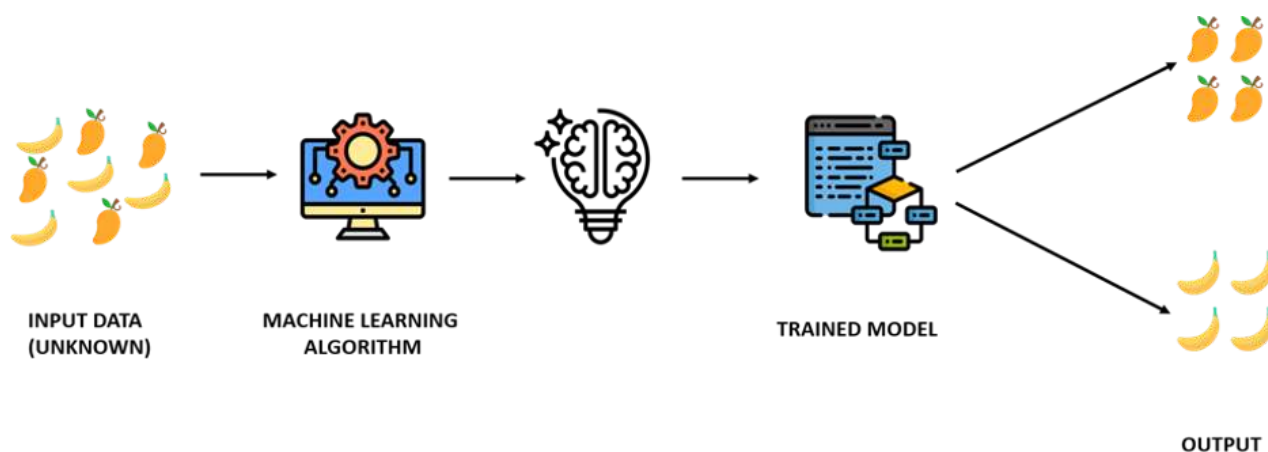 INPUT DATA
(UNKNOWN)
MACHINE LEARNING
ALGORITHM
TRAINED MODEL
OUTPUT